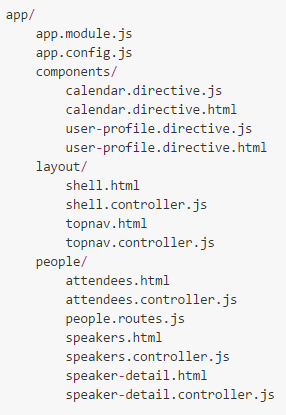 app/
    app.module.js
    app.config.js
    components/
        calendar.directive.js
        calendar.directive.html
        user-profile.directive.js
        user-profile.directive.html
    layout/
        shell.html
        shell.controller.js
        topnav.html
        topnav.controller.js
    people/
        attendees.html
        attendees.controller.js
        people.routes.js
        speakers.html
        speakers.controller.js
        speaker-detail.html
        speaker-detail.controller.js